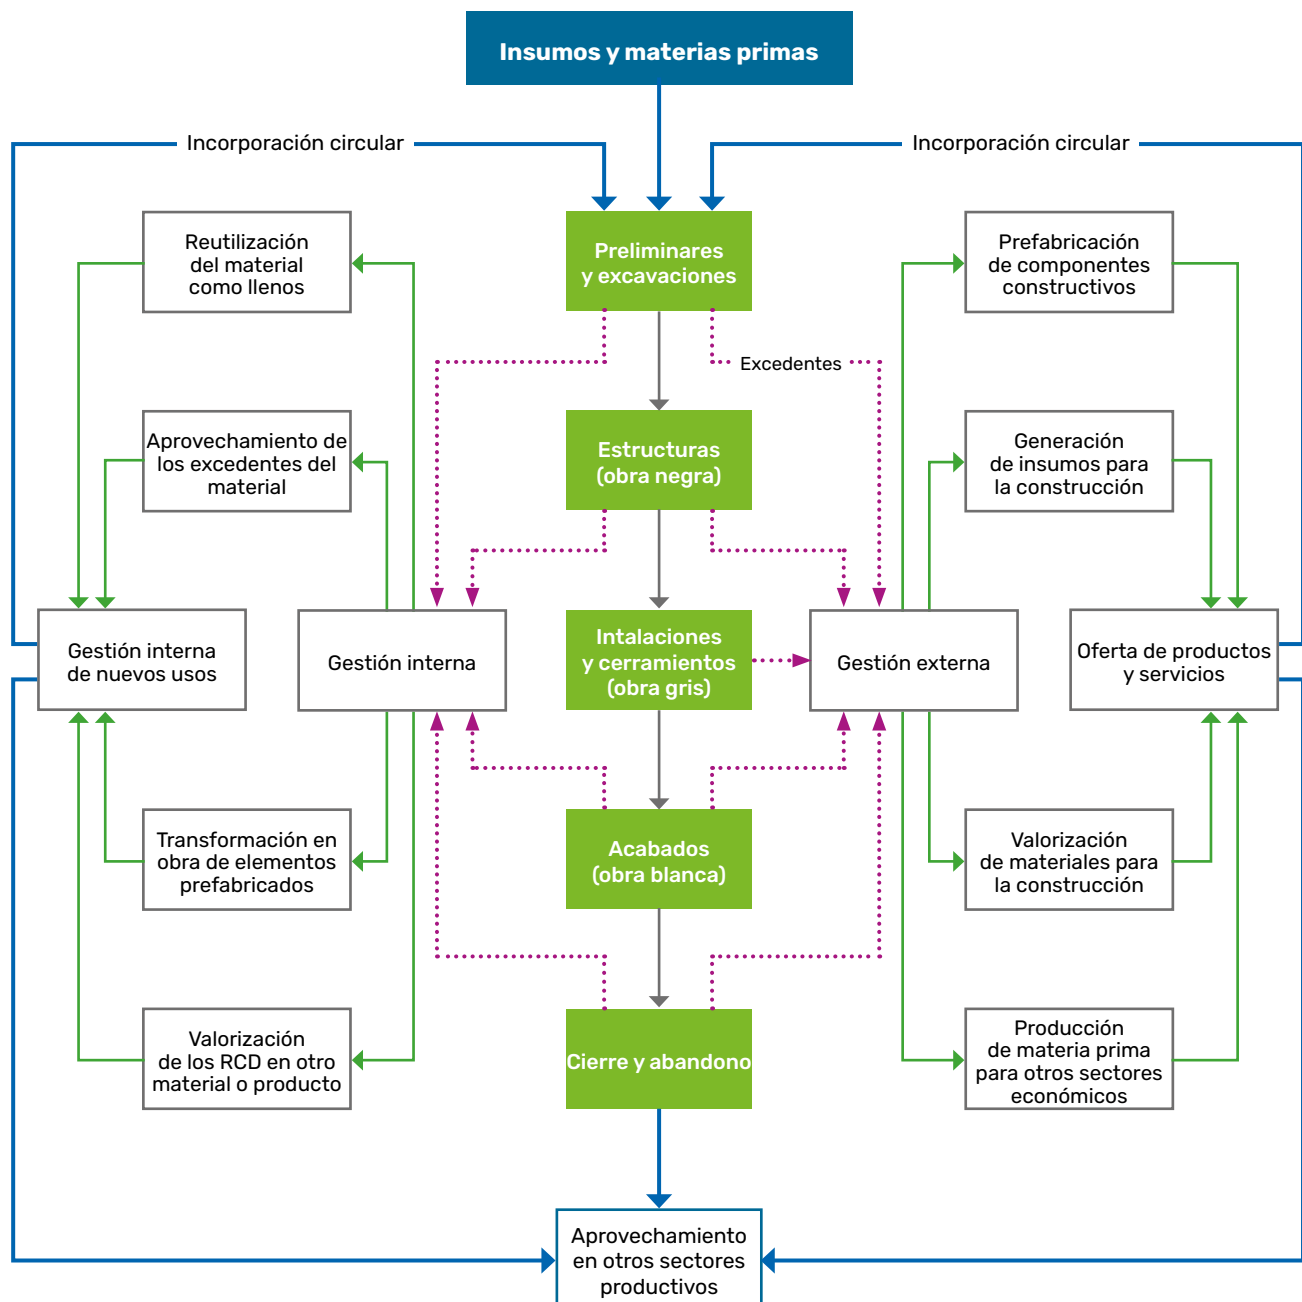 Insumos y materias primas
Incorporación circular
Incorporación circular
Reutilización
del material
como llenos
Preliminares
y excavaciones
Prefabricación
de componentes
constructivos
Excedentes
Aprovechamiento de
los excedentes del
material
Estructuras
(obra negra)
Generación
de insumos para
la construcción
Gestión interna
de nuevos usos
Gestión interna
Intalaciones
y cerramientos
(obra gris)
Gestión externa
Oferta de productos
y servicios
Transformación en
obra de elementos
prefabricados
Acabados
(obra blanca)
Valorización
de materiales para
la construcción
Valorización
de los RCD en otro
material o producto
Cierre y abandono
Producción
de materia prima
para otros sectores
económicos
Aprovechamiento
en otros sectores
productivos